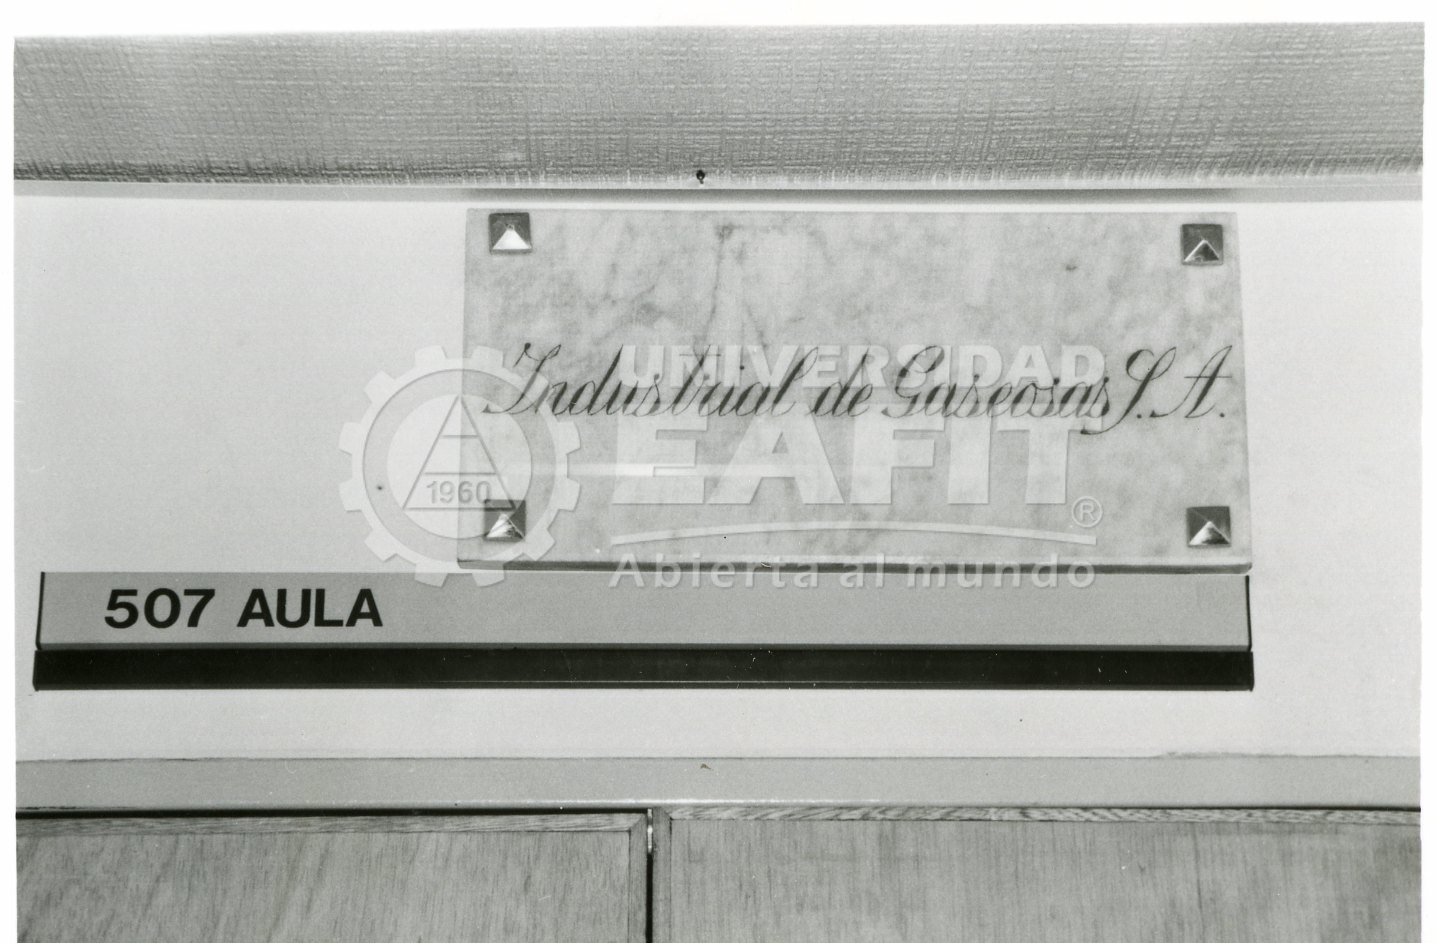 Industrial de Gaseosas S. A.
UNIVERSIDAD
EAFIT®
Abierta al mundo
1960
507 AULA